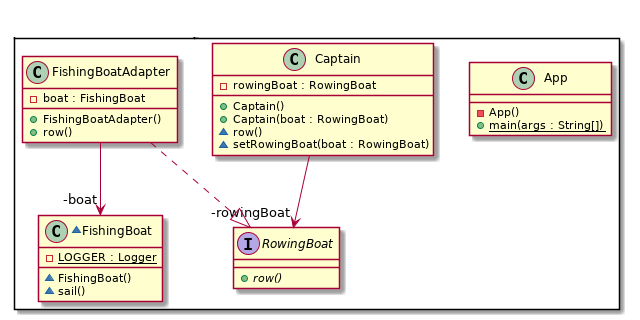 C FishingBoatAdapter
boat : FishingBoat
FishingBoatAdapter()
row()
C Captain
rowingBoat : RowingBoat
Captain()
Captain(boat : RowingBoat)
row()
setRowingBoat(boat : RowingBoat)
C App
App()
main(args : String[])
-boat
-rowingBoat
C FishingBoat
LOGGER : Logger
FishingBoat()
sail()
I RowingBoat
row()